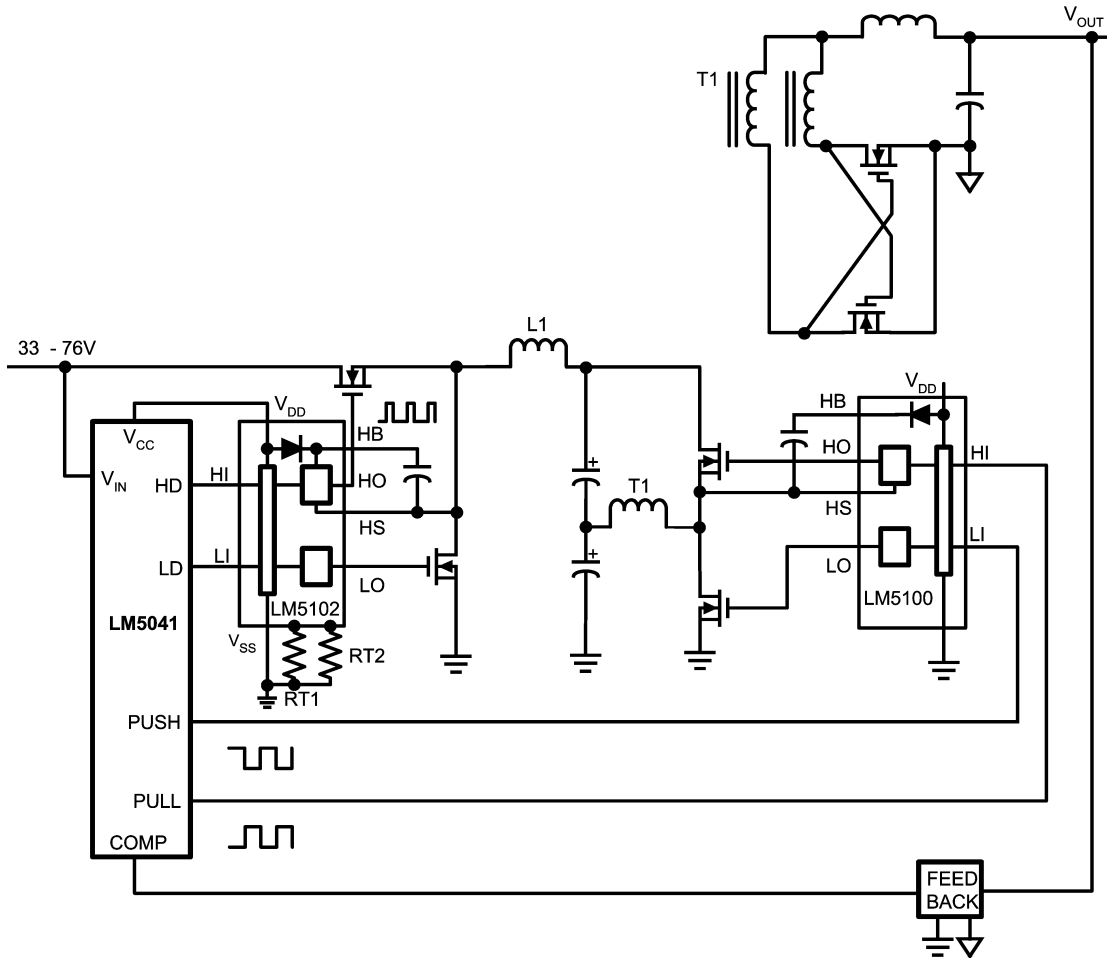 V_OUT
T1
L1
33 - 76V
V_DD
V_DD
HB
HB
V_CC
HO
HI
V_IN
HD
HI
HO
T1
HS
HS
LI
LD
LI
LO
LO
LM5102
LM5100
LM5041
V_SS
RT2
RT1
PUSH
PULL
COMP
FEED
BACK
+
+